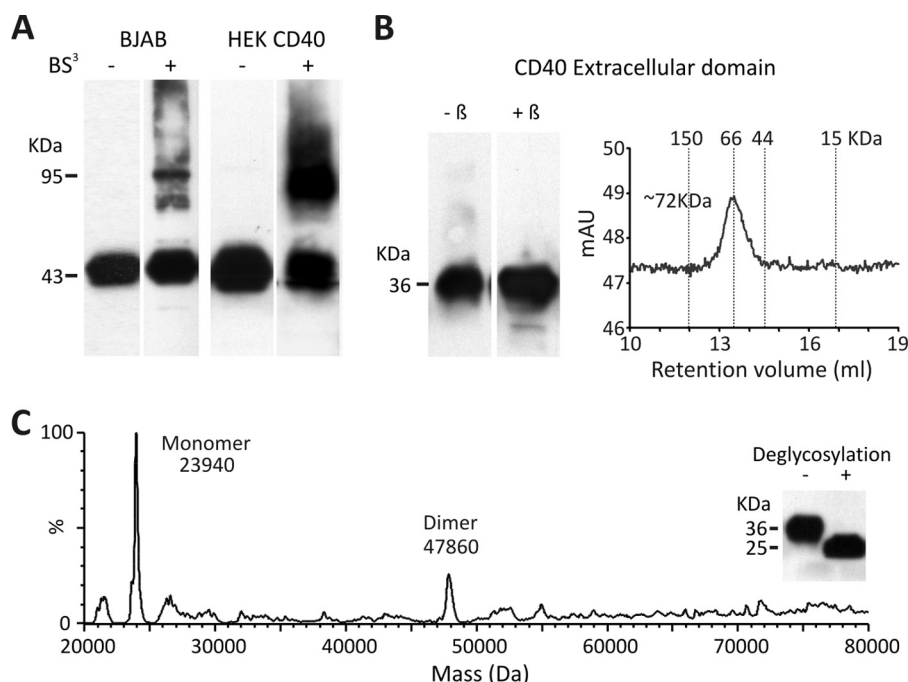 A
BJAB HEK CD40
BS3 - + - +
KDa
95
43
B
CD40 Extracellular domain
- ß + ß
KDa
36
150 66 44 15 KDa
~72KDa
mAU
50
49
48
47
46
10 13 16 19
Retention volume (ml)
C
%
100
0
Monomer
23940
Dimer
47860
Deglycosylation
- +
KDa
36
25
20000 30000 40000 50000 60000 70000 80000
Mass (Da)